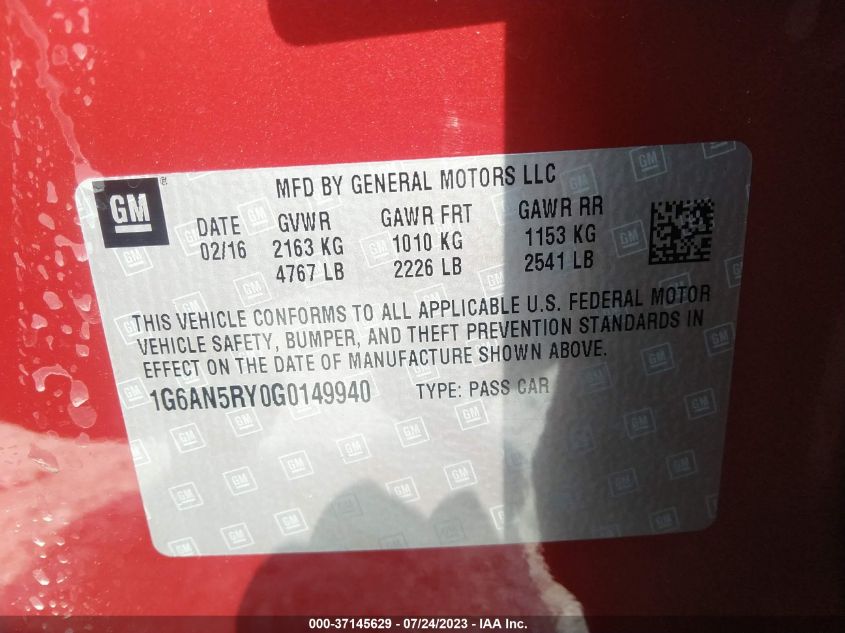 MFD BY GENERAL MOTORS LLC
GM ®
DATE GVWR GAWR FRT GAWR RR
02/16 2163 KG 1010 KG 1153 KG
4767 LB 2226 LB 2541 LB
THIS VEHICLE CONFORMS TO ALL APPLICABLE U.S. FEDERAL MOTOR
VEHICLE SAFETY, BUMPER, AND THEFT PREVENTION STANDARDS IN
EFFECT ON THE DATE OF MANUFACTURE SHOWN ABOVE.
1G6AN5RY0G0149940 TYPE: PASS CAR
000-37145629 - 07/24/2023 - IAA Inc.